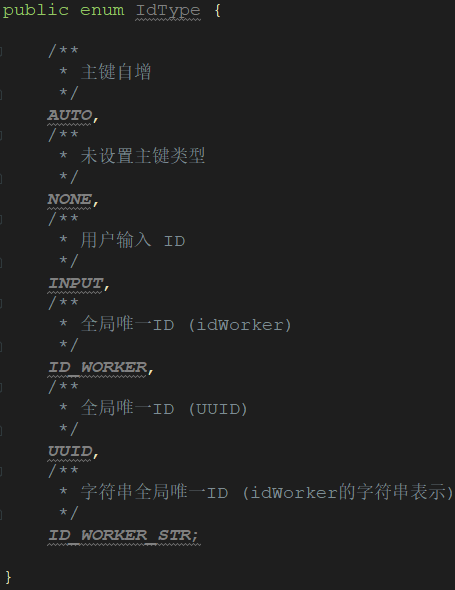 public enum IdType {
/**
* 主键自增
*/
AUTO,
/**
* 未设置主键类型
*/
NONE,
/**
* 用户输入 ID
*/
INPUT,
/**
* 全局唯一ID (idWorker)
*/
ID_WORKER,
/**
* 全局唯一ID (UUID)
*/
UUID,
/**
* 字符串全局唯一ID (idWorker的字符串表示)
*/
ID_WORKER_STR;
}